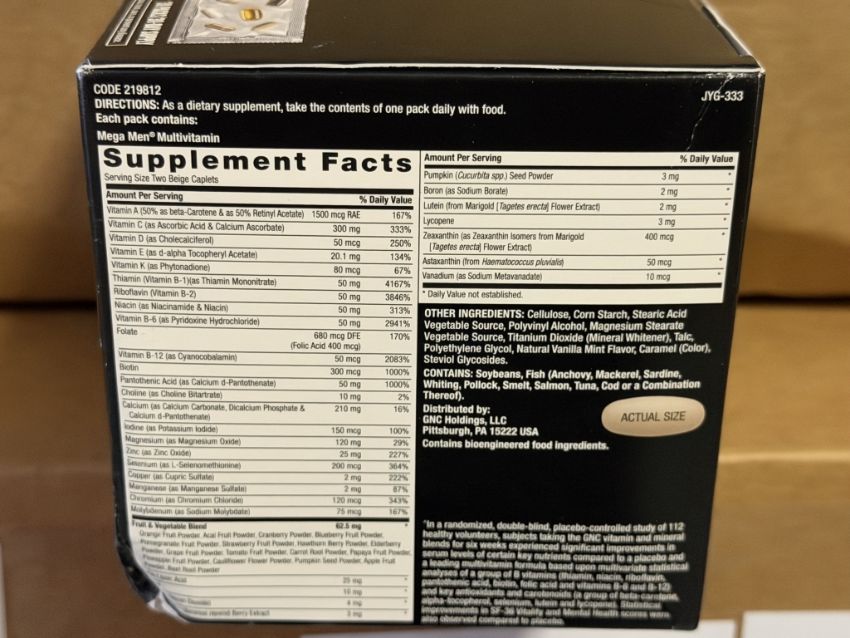 CODE 219812
JYG-333
DIRECTIONS: As a dietary supplement, take the contents of one pack daily with food.
Each pack contains:
Mega Men® Multivitamin
Supplement Facts
Serving Size Two Beige Caplets
Amount Per Serving % Daily Value
Vitamin A (50% as beta-Carotene & as 50% Retinyl Acetate) 1500 mcg RAE 167%
Vitamin C (as Ascorbic Acid & Calcium Ascorbate) 300 mg 333%
Vitamin D (as Cholecalciferol) 50 mcg 250%
Vitamin E (as d-alpha Tocopheryl Acetate) 20.1 mg 134%
Vitamin K (as Phytonadione) 80 mcg 67%
Thiamin (Vitamin B-1)(as Thiamin Mononitrate) 50 mg 4167%
Riboflavin (Vitamin B-2) 50 mg 3846%
Niacin (as Niacinamide & Niacin) 50 mg 313%
Vitamin B-6 (as Pyridoxine Hydrochloride) 50 mg 2941%
Folate 680 mcg DFE 170%
(Folic Acid 400 mcg)
Vitamin B-12 (as Cyanocobalamin) 50 mcg 2083%
Biotin 300 mcg 1000%
Pantothenic Acid (as Calcium d-Pantothenate) 50 mg 1000%
Choline (as Choline Bitartrate) 10 mg 2%
Calcium (as Calcium Carbonate, Dicalcium Phosphate & 210 mg 16%
Calcium d-Pantothenate)
Iodine (as Potassium Iodide) 150 mcg 100%
Magnesium (as Magnesium Oxide) 120 mg 29%
Zinc (as Zinc Oxide) 25 mg 227%
Selenium (as L-Selenomethionine) 200 mcg 364%
Copper (as Cupric Sulfate) 2 mg 222%
Manganese (as Manganese Sulfate) 2 mg 87%
Chromium (as Chromium Chloride) 120 mcg 343%
Molybdenum (as Sodium Molybdate) 75 mcg 167%
Fruit & Vegetable Blend 62.5 mg *
Orange Fruit Powder, Acai Fruit Powder, Cranberry Powder, Blueberry Fruit Powder,
Pomegranate Fruit Powder, Strawberry Fruit Powder, Hawthorn Berry Powder, Elderberry
Powder, Grape Fruit Powder, Tomato Fruit Powder, Carrot Root Powder, Papaya Fruit Powder,
Pineapple Fruit Powder, Cauliflower Flower Powder, Pumpkin Seed Powder, Apple Fruit
Powder, Beet Root Powder
Acid 25 mg *
10 mg *
4 mg *
Berry Extract 3 mg *
Amount Per Serving % Daily Value
Pumpkin (Cucurbita spp.) Seed Powder 3 mg *
Boron (as Sodium Borate) 2 mg *
Lutein (from Marigold [Tagetes erecta] Flower Extract) 2 mg *
Lycopene 3 mg *
Zeaxanthin (as Zeaxanthin Isomers from Marigold 400 mcg *
[Tagetes erecta] Flower Extract)
Astaxanthin (from Haematococcus pluvialis) 50 mcg *
Vanadium (as Sodium Metavanadate) 10 mcg *
* Daily Value not established.
OTHER INGREDIENTS: Cellulose, Corn Starch, Stearic Acid
Vegetable Source, Polyvinyl Alcohol, Magnesium Stearate
Vegetable Source, Titanium Dioxide (Mineral Whitener), Talc,
Polyethylene Glycol, Natural Vanilla Mint Flavor, Caramel (Color),
Steviol Glycosides.
CONTAINS: Soybeans, Fish (Anchovy, Mackerel, Sardine,
Whiting, Pollock, Smelt, Salmon, Tuna, Cod or a Combination
Thereof).
Distributed by:
GNC Holdings, LLC
Pittsburgh, PA 15222 USA
Contains bioengineered food ingredients.
ACTUAL SIZE
^In a randomized, double-blind, placebo-controlled study of 112
healthy volunteers, subjects taking the GNC vitamin and mineral
blends for six weeks experienced significant improvements in
serum levels of certain key nutrients compared to a placebo and
a leading multivitamin formula based upon multivariate statistical
analyses of a group of B vitamins (thiamin, niacin, riboflavin,
pantothenic acid, biotin, folic acid and vitamins B-6 and B-12)
and key antioxidants and carotenoids (a group of beta-carotene,
alpha-tocopherol, selenium, lutein and lycopene). Statistical
improvements in SF-36 Vitality and Mental Health scores were
also observed compared to placebo.